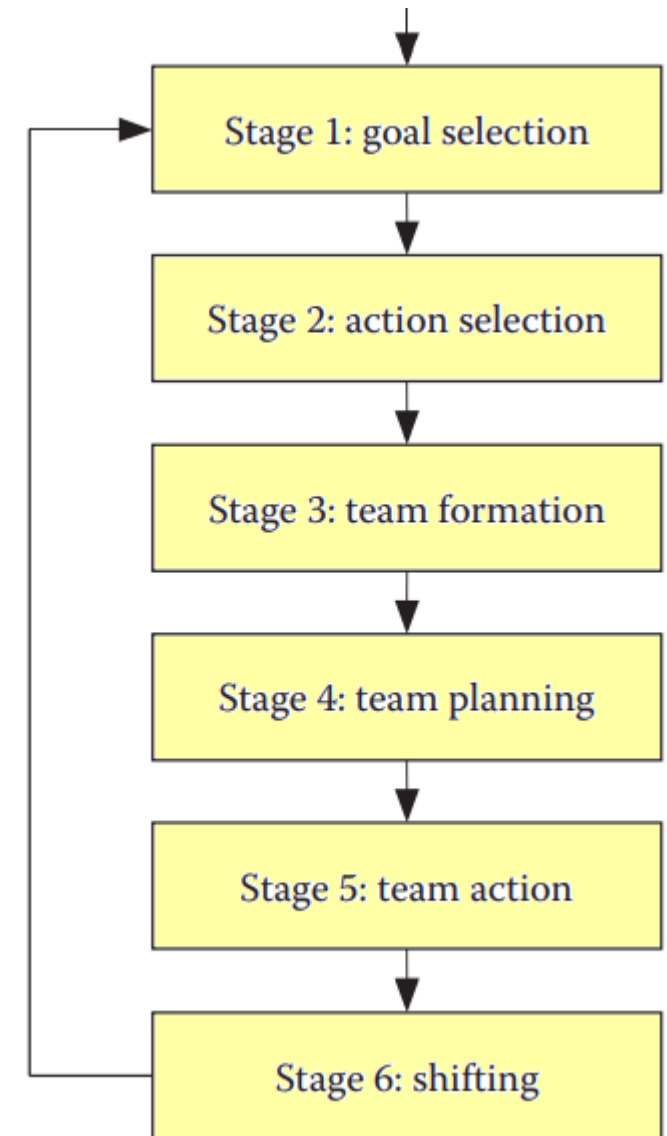 Stage 1: goal selection
Stage 2: action selection
Stage 3: team formation
Stage 4: team planning
Stage 5: team action
Stage 6: shifting